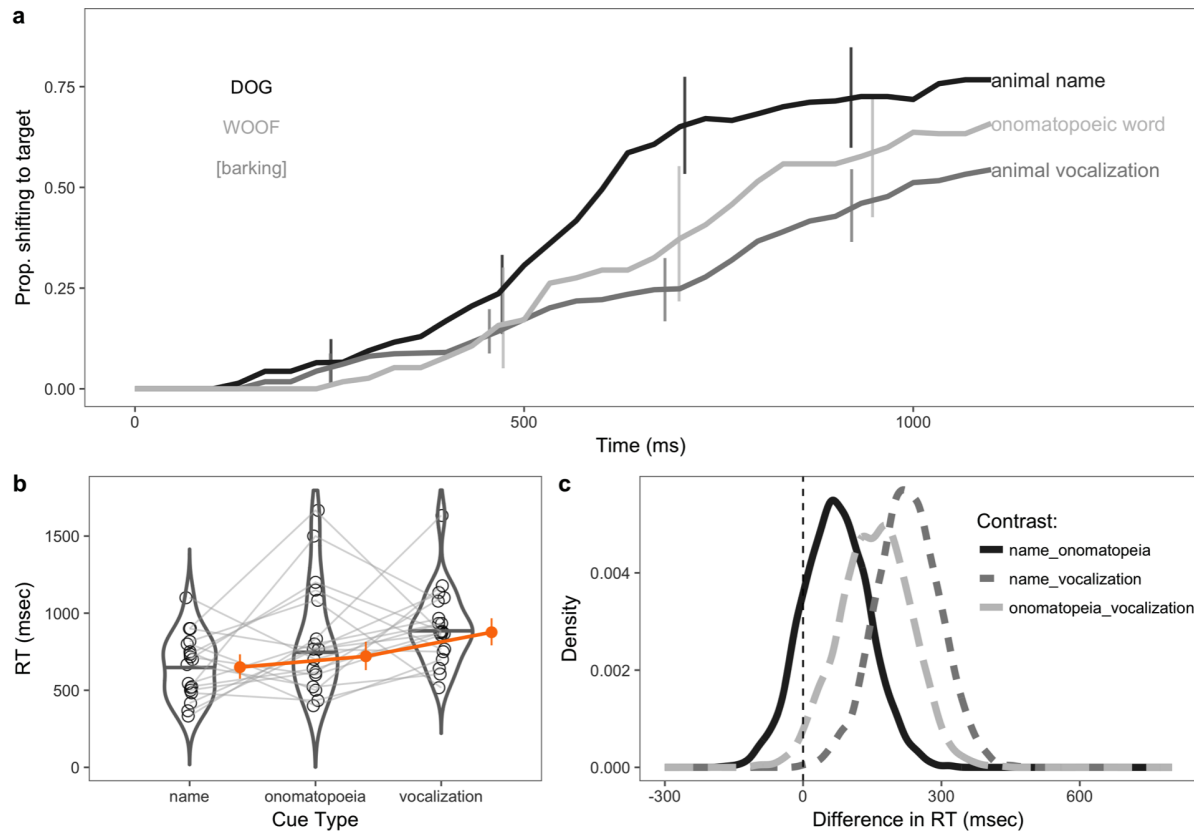 a
Prop. shifting to target
0.75
0.50
0.25
0.00
DOG
WOOF
[barking]
animal name
onomatopoeic word
animal vocalization
0
500
1000
Time (ms)
b
RT (msec)
1500
1000
500
0
name
onomatopoeia
vocalization
Cue Type
c
Density
0.004
0.002
0.000
Contrast:
name_onomatopeia
name_vocalization
onomatopeia_vocalization
-300
0
300
600
Difference in RT (msec)